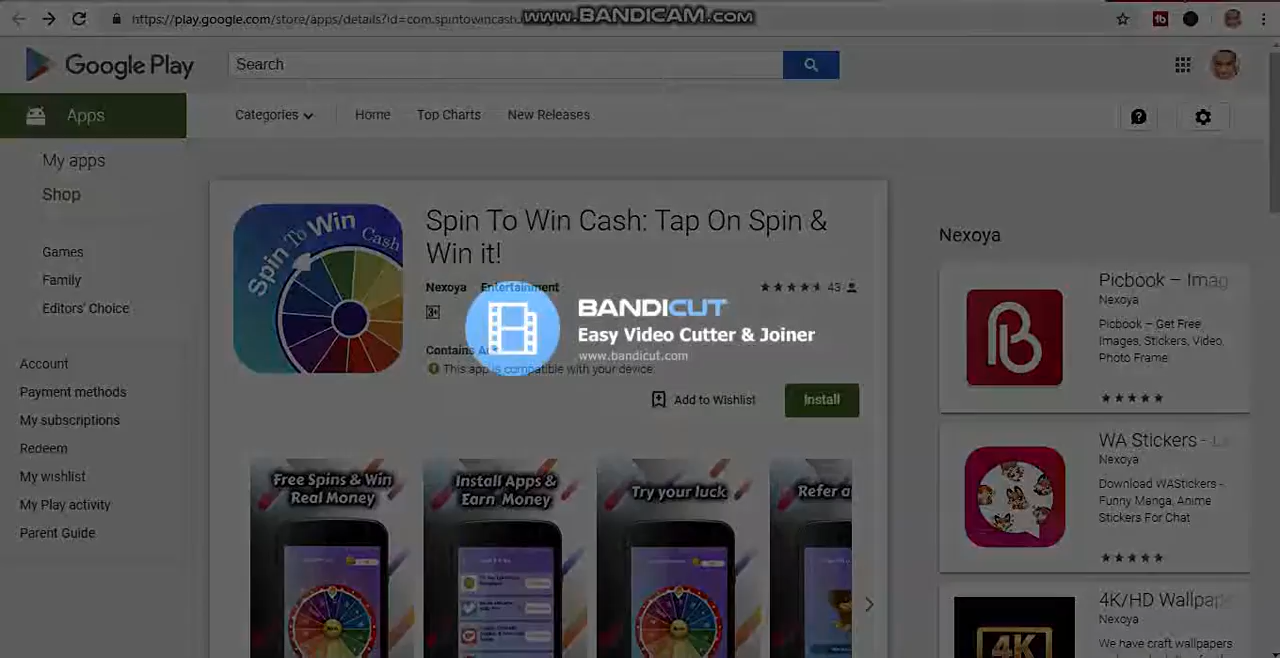 https://play.google.com/store/apps/details?id=com.spintowincastu
www.BANDICAM.com
Google Play
Search
Apps
Categories
Home
Top Charts
New Releases
My apps
Shop
Games
Family
Editors' Choice
Account
Payment methods
My subscriptions
Redeem
My wishlist
My Play activity
Parent Guide
Spin To Win Cash
Spin To Win Cash: Tap On Spin &
Win it!
Nexoya Entertainment
43
3+
Contains
This app is compatible with your device.
Add to Wishlist
Install
BANDICUT
Easy Video Cutter & Joiner
www.bandicut.com
Free Spins & Win
Real Money
Install Apps &
Earn Money
Try your luck
Refer a
Nexoya
Picbook – Imag
Nexoya
Picbook – Get Free
Images, Stickers, Video,
Photo Frame
WA Stickers -
Nexoya
Download WAStickers -
Funny Manga, Anime
Stickers For Chat
4K/HD Wallpap
Nexoya
We have craft wallpapers
4K